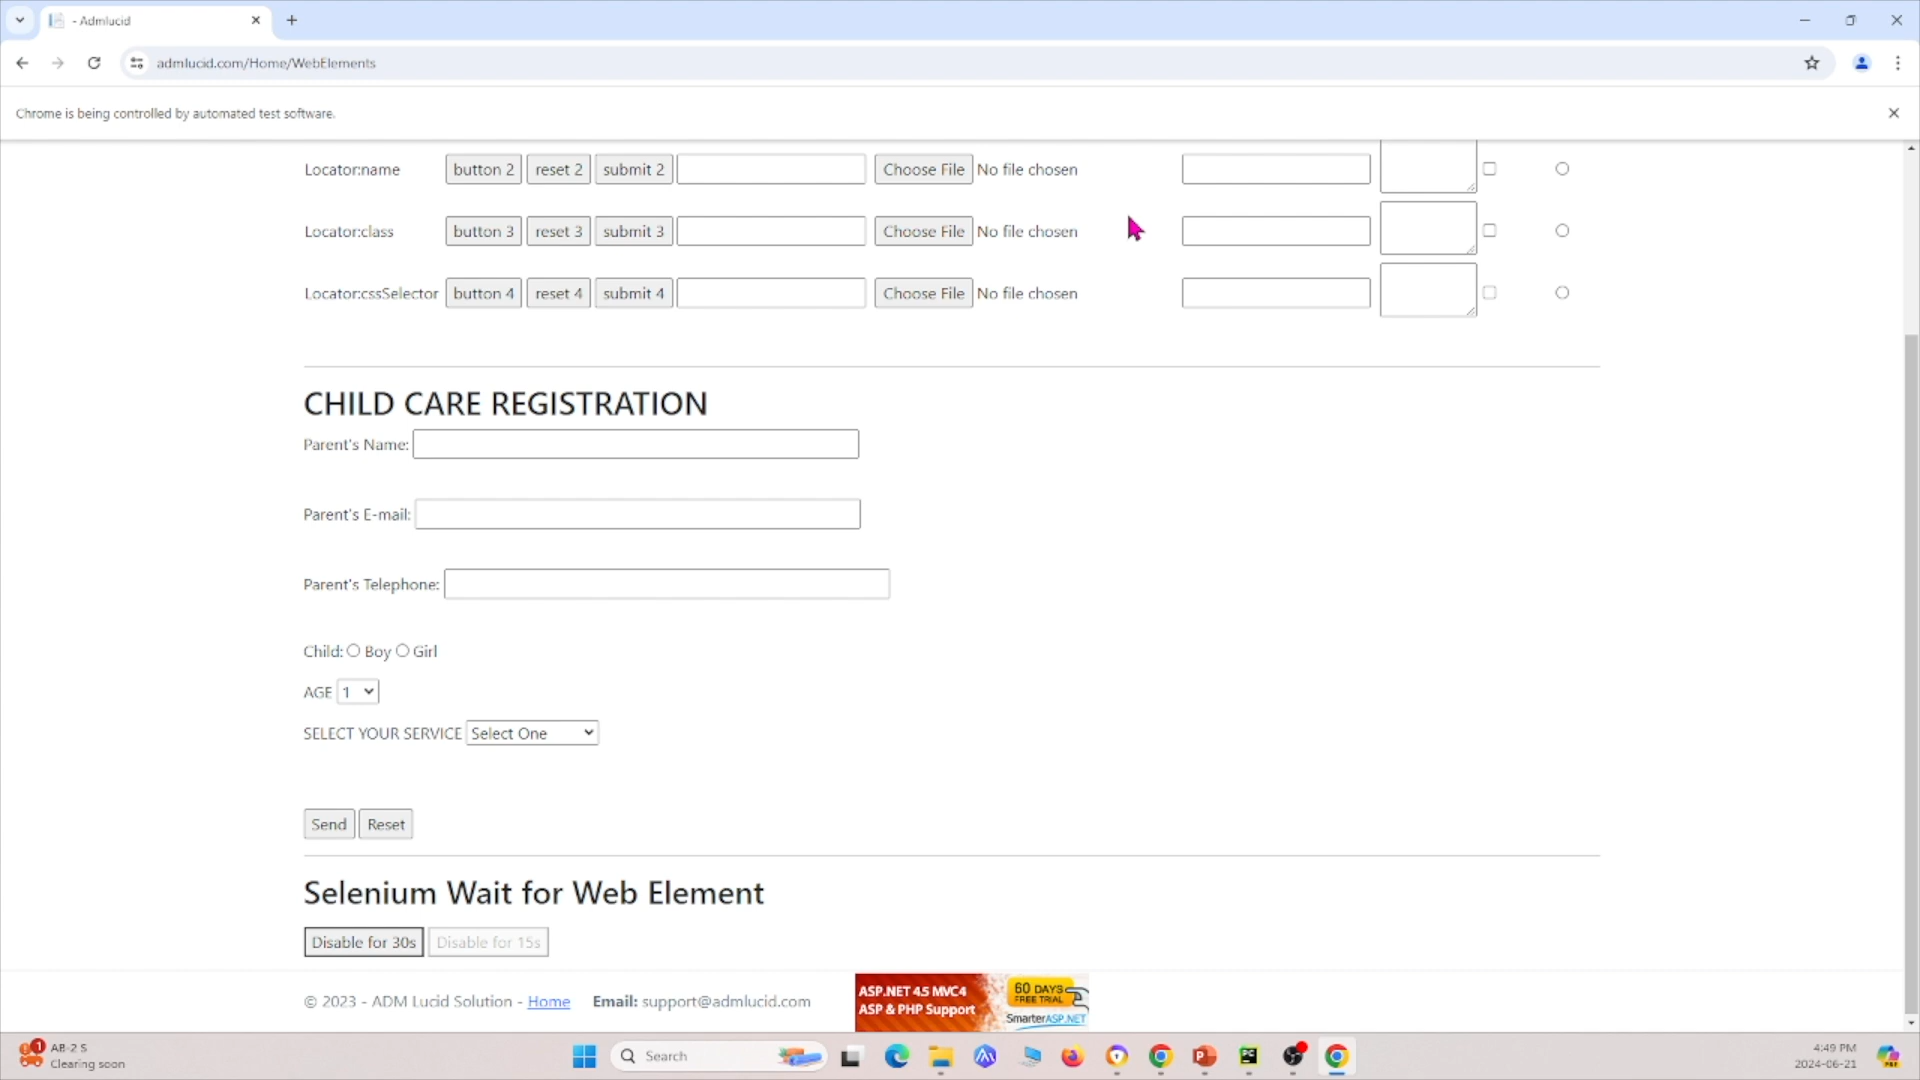 - Admlucid
admlucid.com/Home/WebElements
Chrome is being controlled by automated test software.
Locator:name button 2 reset 2 submit 2 Choose File No file chosen
Locator:class button 3 reset 3 submit 3 Choose File No file chosen
Locator:cssSelector button 4 reset 4 submit 4 Choose File No file chosen
CHILD CARE REGISTRATION
Parent's Name:
Parent's E-mail:
Parent's Telephone:
Child: Boy Girl
AGE 1
SELECT YOUR SERVICE Select One
Send Reset
Selenium Wait for Web Element
Disable for 30s Disable for 15s
© 2023 - ADM Lucid Solution - Home Email: support@admlucid.com
ASP.NET 4.5 MVC4
ASP & PHP Support
60 DAYS
FREE TRIAL
SmarterASP.NET
1
AB-2 S
Clearing soon
Search
PC
4:49 PM
2024-06-21